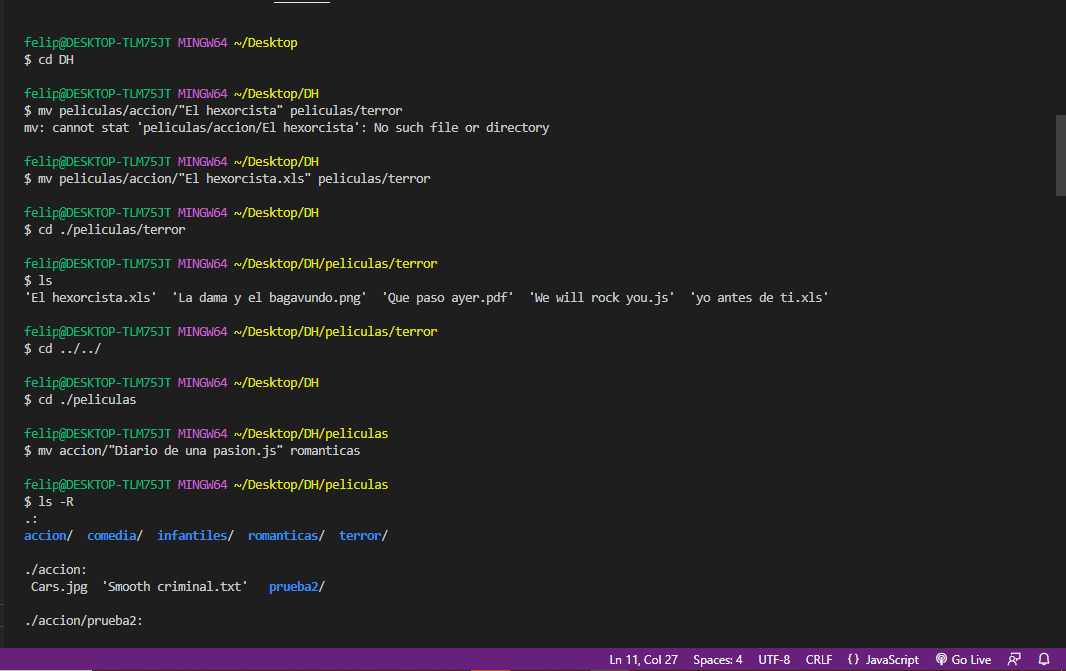 felip@DESKTOP-TLM75JT MINGW64 ~/Desktop
$ cd DH
felip@DESKTOP-TLM75JT MINGW64 ~/Desktop/DH
$ mv peliculas/accion/"El hexorcista" peliculas/terror
mv: cannot stat 'peliculas/accion/El hexorcista': No such file or directory
felip@DESKTOP-TLM75JT MINGW64 ~/Desktop/DH
$ mv peliculas/accion/"El hexorcista.xls" peliculas/terror
felip@DESKTOP-TLM75JT MINGW64 ~/Desktop/DH
$ cd ./peliculas/terror
felip@DESKTOP-TLM75JT MINGW64 ~/Desktop/DH/peliculas/terror
$ ls
'El hexorcista.xls'  'La dama y el bagavundo.png'  'Que paso ayer.pdf'  'We will rock you.js'  'yo antes de ti.xls'
felip@DESKTOP-TLM75JT MINGW64 ~/Desktop/DH/peliculas/terror
$ cd ../../
felip@DESKTOP-TLM75JT MINGW64 ~/Desktop/DH
$ cd ./peliculas
felip@DESKTOP-TLM75JT MINGW64 ~/Desktop/DH/peliculas
$ mv accion/"Diario de una pasion.js" romanticas
felip@DESKTOP-TLM75JT MINGW64 ~/Desktop/DH/peliculas
$ ls -R
.:
accion/  comedia/  infantiles/  romanticas/  terror/
./accion:
Cars.jpg  'Smooth criminal.txt'   prueba2/
./accion/prueba2:
Ln 11, Col 27  Spaces: 4  UTF-8  CRLF  {} JavaScript  Go Live